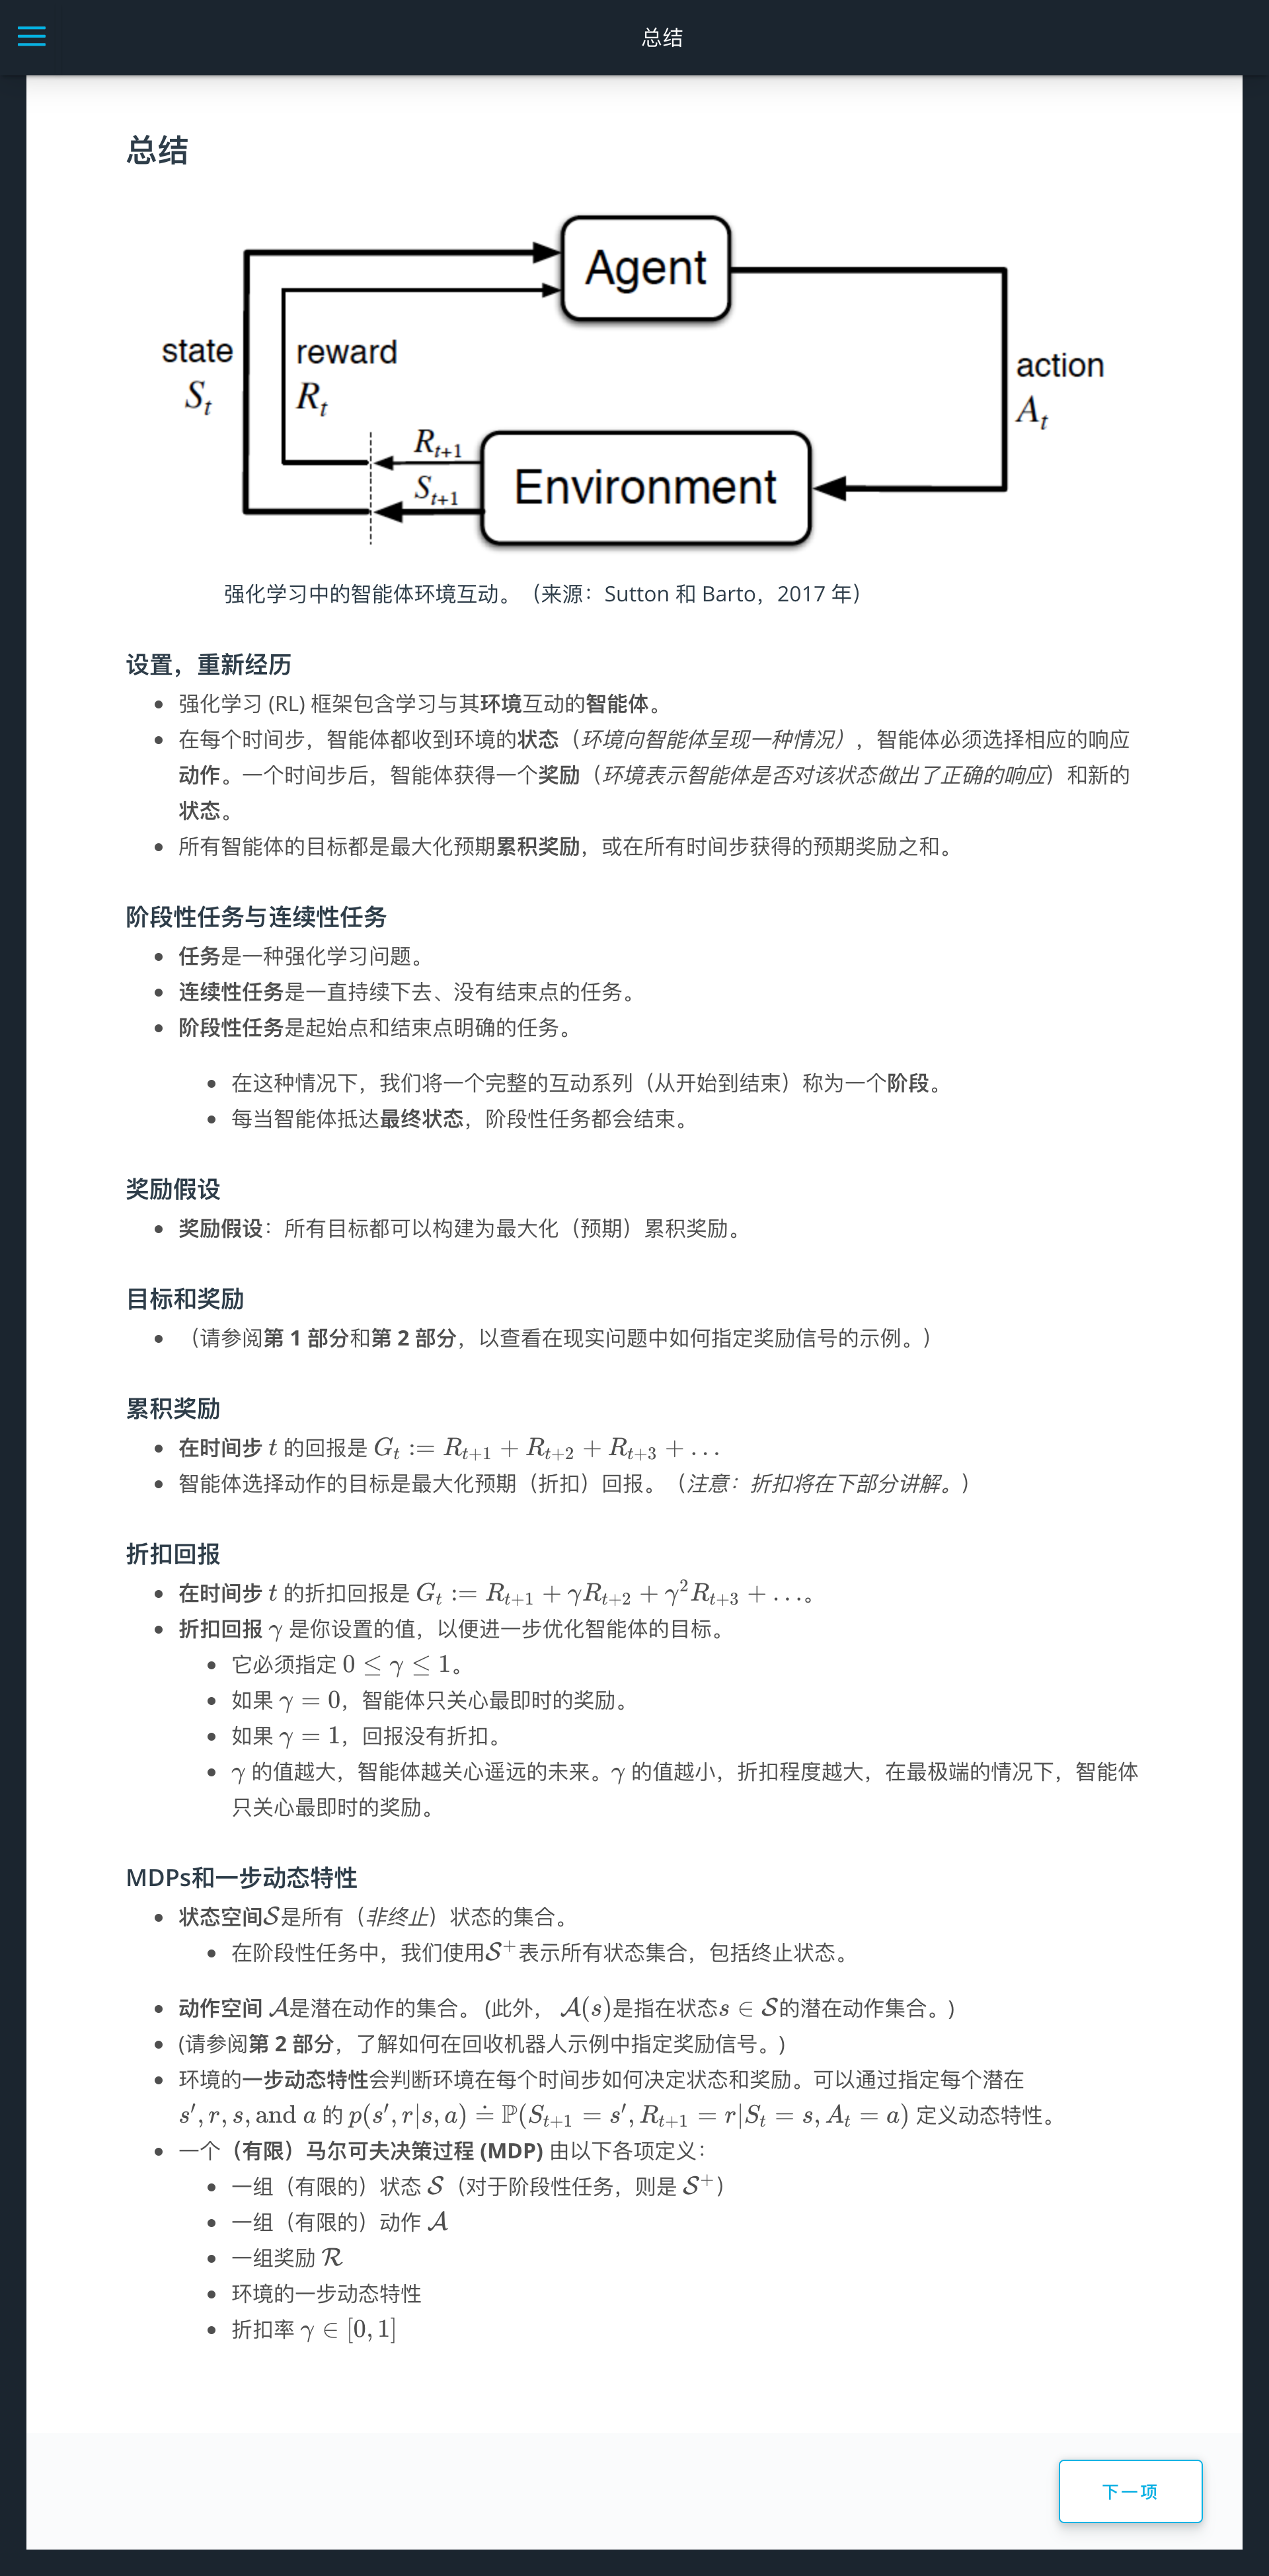 总结
总结
Agent
state
reward
action
S_t
R_t
A_t
R_{t+1}
S_{t+1}
Environment
强化学习中的智能体环境互动。（来源：Sutton 和 Barto，2017 年）
设置，重新经历
强化学习 (RL) 框架包含学习与其环境互动的智能体。
在每个时间步，智能体都收到环境的状态（环境向智能体呈现一种情况），智能体必须选择相应的响应
动作。一个时间步后，智能体获得一个奖励（环境表示智能体是否对该状态做出了正确的响应）和新的
状态。
所有智能体的目标都是最大化预期累积奖励，或在所有时间步获得的预期奖励之和。
阶段性任务与连续性任务
任务是一种强化学习问题。
连续性任务是一直持续下去、没有结束点的任务。
阶段性任务是起始点和结束点明确的任务。
在这种情况下，我们将一个完整的互动系列（从开始到结束）称为一个阶段。
每当智能体抵达最终状态，阶段性任务都会结束。
奖励假设
奖励假设：所有目标都可以构建为最大化（预期）累积奖励。
目标和奖励
（请参阅第 1 部分和第 2 部分，以查看在现实问题中如何指定奖励信号的示例。）
累积奖励
在时间步 t 的回报是 G_t := R_{t+1} + R_{t+2} + R_{t+3} + …
智能体选择动作的目标是最大化预期（折扣）回报。（注意：折扣将在下部分讲解。）
折扣回报
在时间步 t 的折扣回报是 G_t := R_{t+1} + γR_{t+2} + γ²R_{t+3} + …。
折扣回报 γ 是你设置的值，以便进一步优化智能体的目标。
它必须指定 0 ≤ γ ≤ 1。
如果 γ = 0，智能体只关心最即时的奖励。
如果 γ = 1，回报没有折扣。
γ 的值越大，智能体越关心遥远的未来。γ 的值越小，折扣程度越大，在最极端的情况下，智能体
只关心最即时的奖励。
MDPs和一步动态特性
状态空间𝒮是所有（非终止）状态的集合。
在阶段性任务中，我们使用𝒮⁺表示所有状态集合，包括终止状态。
动作空间 𝒜是潜在动作的集合。 (此外， 𝒜(s)是指在状态s ∈ 𝒮的潜在动作集合。)
(请参阅第 2 部分，了解如何在回收机器人示例中指定奖励信号。)
环境的一步动态特性会判断环境在每个时间步如何决定状态和奖励。可以通过指定每个潜在
s′, r, s, and a 的 p(s′, r|s, a) ≐ ℙ(S_{t+1} = s′, R_{t+1} = r|S_t = s, A_t = a) 定义动态特性。
一个（有限）马尔可夫决策过程 (MDP) 由以下各项定义：
一组（有限的）状态 𝒮（对于阶段性任务，则是 𝒮⁺）
一组（有限的）动作 𝒜
一组奖励 ℛ
环境的一步动态特性
折扣率 γ ∈ [0, 1]
下一项